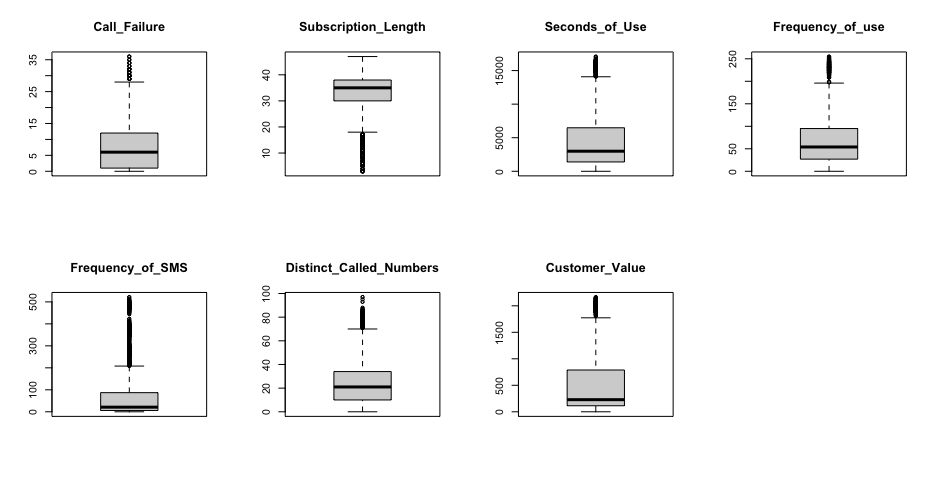 Call_Failure
0 5 15 25 35
Subscription_Length
10 20 30 40
Seconds_of_Use
0 5000 15000
Frequency_of_use
0 50 150 250
Frequency_of_SMS
0 100 300 500
Distinct_Called_Numbers
0 20 40 60 80 100
Customer_Value
0 500 1500